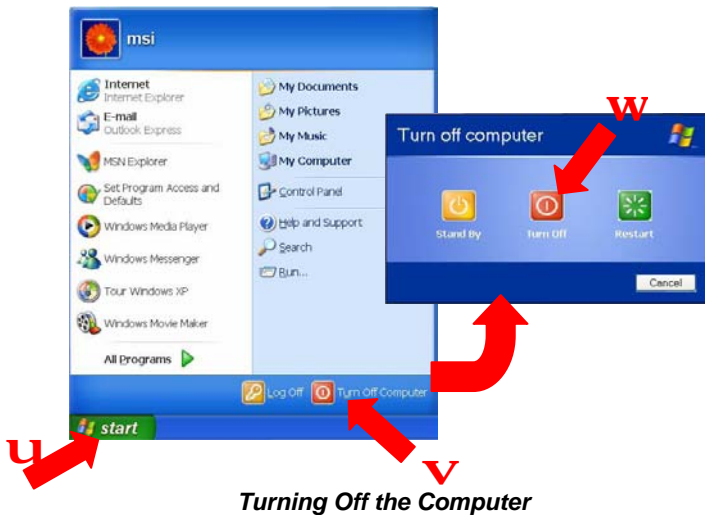 msi
Internet
Internet Explorer
E-mail
Outlook Express
MSN Explorer
Set Program Access and
Defaults
Windows Media Player
Windows Messenger
Tour Windows XP
Windows Movie Maker
All Programs
My Documents
My Pictures
My Music
My Computer
Control Panel
Help and Support
Search
Run...
Log Off
Turn Off Computer
start
w
Turn off computer
Stand By
Turn Off
Restart
Cancel
u
v
Turning Off the Computer